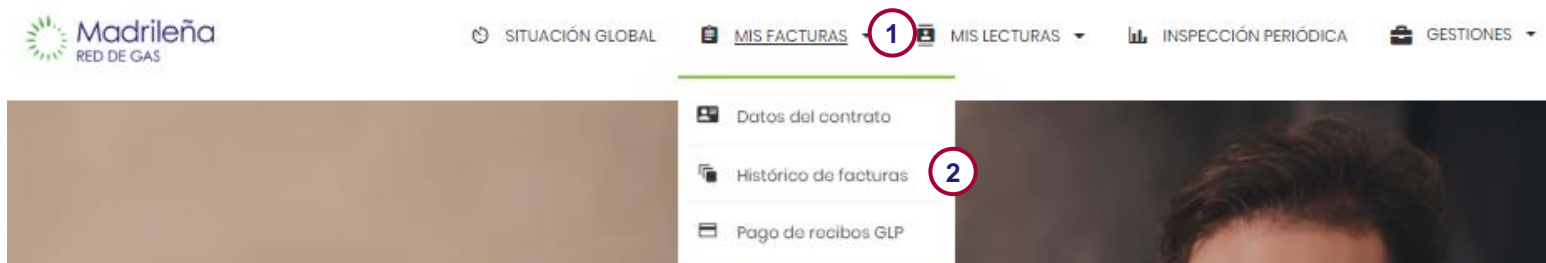 Madrileña
RED DE GAS
SITUACIÓN GLOBAL
MIS FACTURAS
1
MIS LECTURAS
INSPECCIÓN PERIÓDICA
GESTIONES
Datos del contrato
Histórico de facturas
2
Pago de recibos GLP